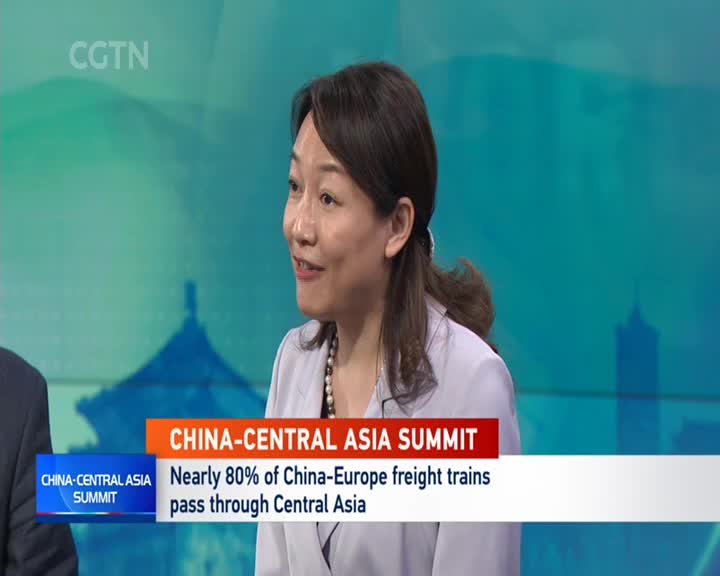 CGTN
CHINA-CENTRAL ASIA SUMMIT
Nearly 80% of China-Europe freight trains
pass through Central Asia
CHINA-CENTRAL ASIA
SUMMIT